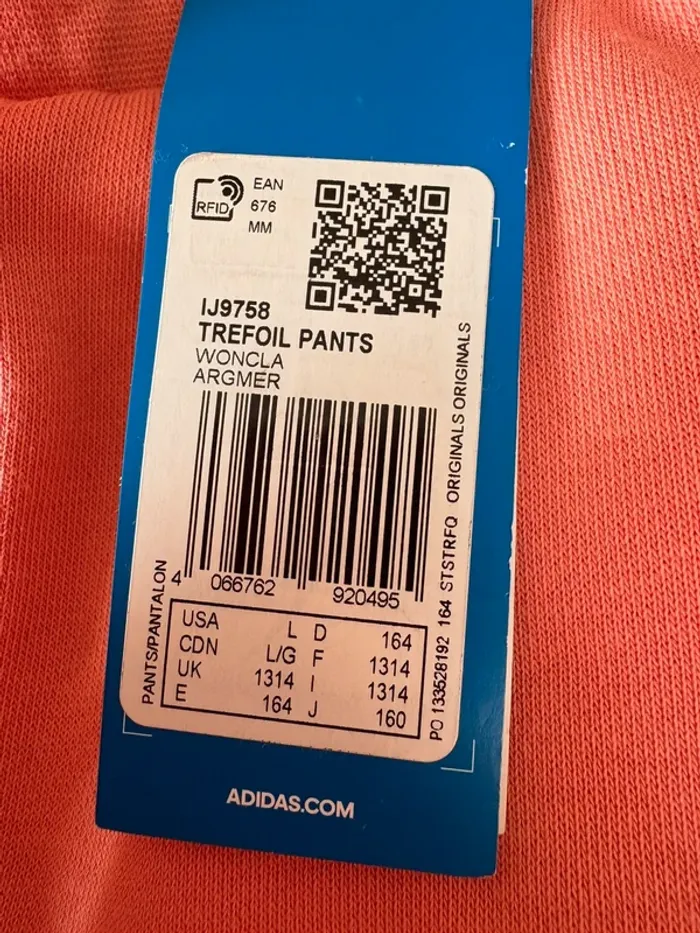 RFID
EAN
676
MM
IJ9758
TREFOIL PANTS
WONCLA
ARGMER
4 066762 920495
PANTS/PANTALON
PO 133528192 164 STSTRFQ ORIGINALS ORIGINALS
USA L D 164
CDN L/G F 1314
UK 1314 I 1314
E 164 J 160
ADIDAS.COM